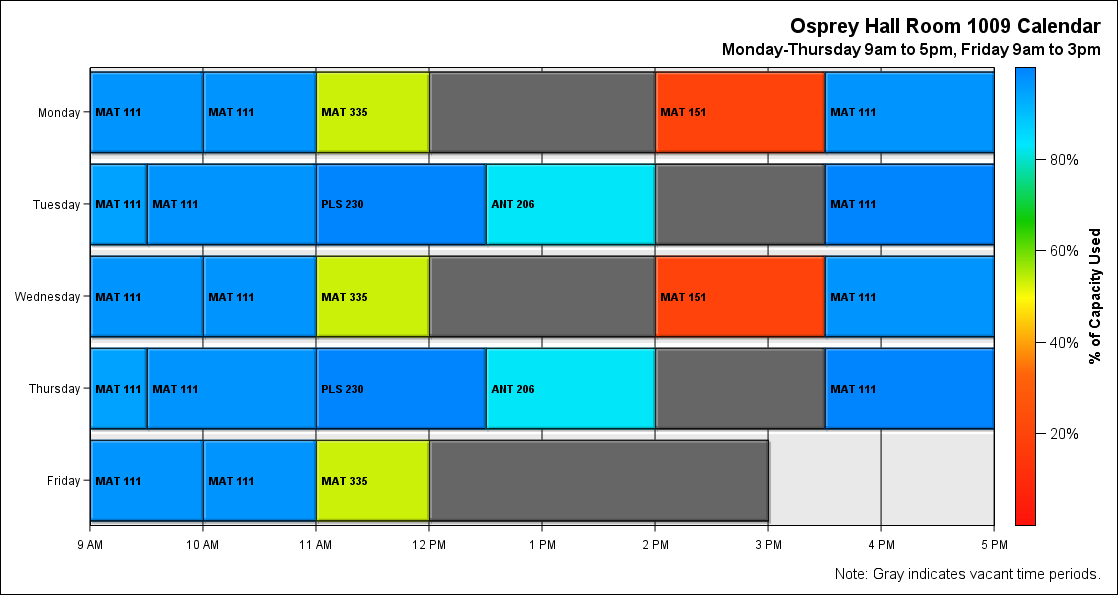 Osprey Hall Room 1009 Calendar
Monday-Thursday 9am to 5pm, Friday 9am to 3pm
Monday MAT 111 MAT 111 MAT 335 MAT 151 MAT 111
Tuesday MAT 111 MAT 111 PLS 230 ANT 206 MAT 111
Wednesday MAT 111 MAT 111 MAT 335 MAT 151 MAT 111
Thursday MAT 111 MAT 111 PLS 230 ANT 206 MAT 111
Friday MAT 111 MAT 111 MAT 335
9 AM 10 AM 11 AM 12 PM 1 PM 2 PM 3 PM 4 PM 5 PM
80%
60%
40%
20%
% of Capacity Used
Note: Gray indicates vacant time periods.